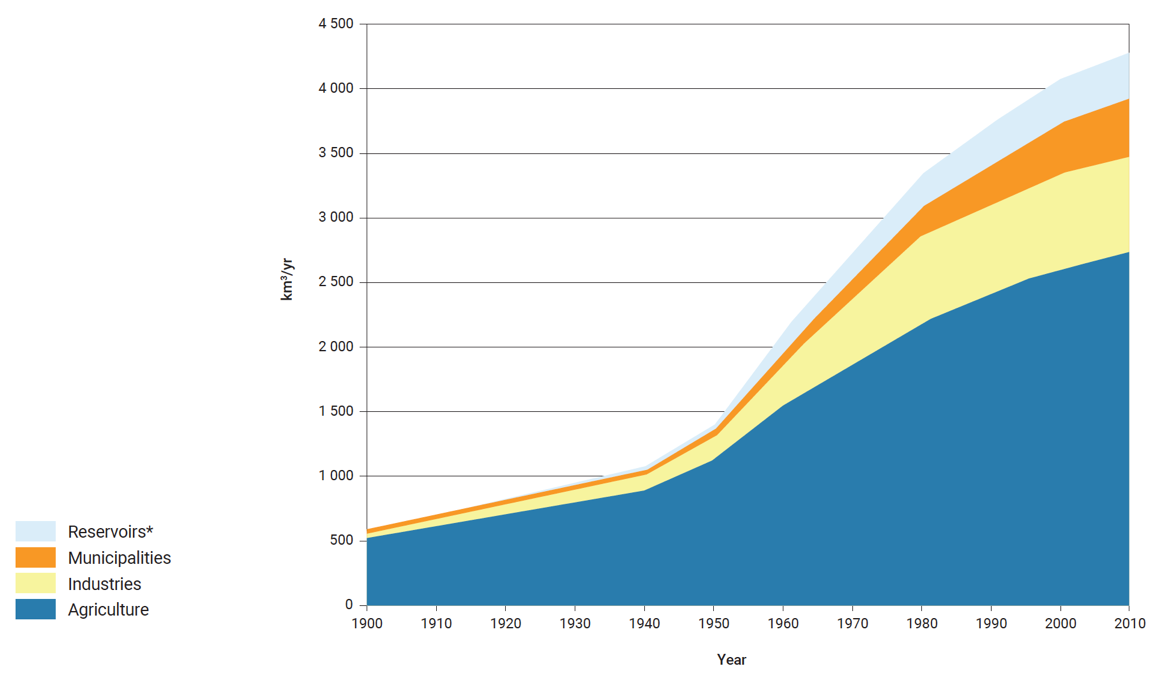 4 500
4 000
3 500
3 000
2 500
2 000
1 500
1 000
500
0
km³/yr
1900 1910 1920 1930 1940 1950 1960 1970 1980 1990 2000 2010
Year
Reservoirs*
Municipalities
Industries
Agriculture